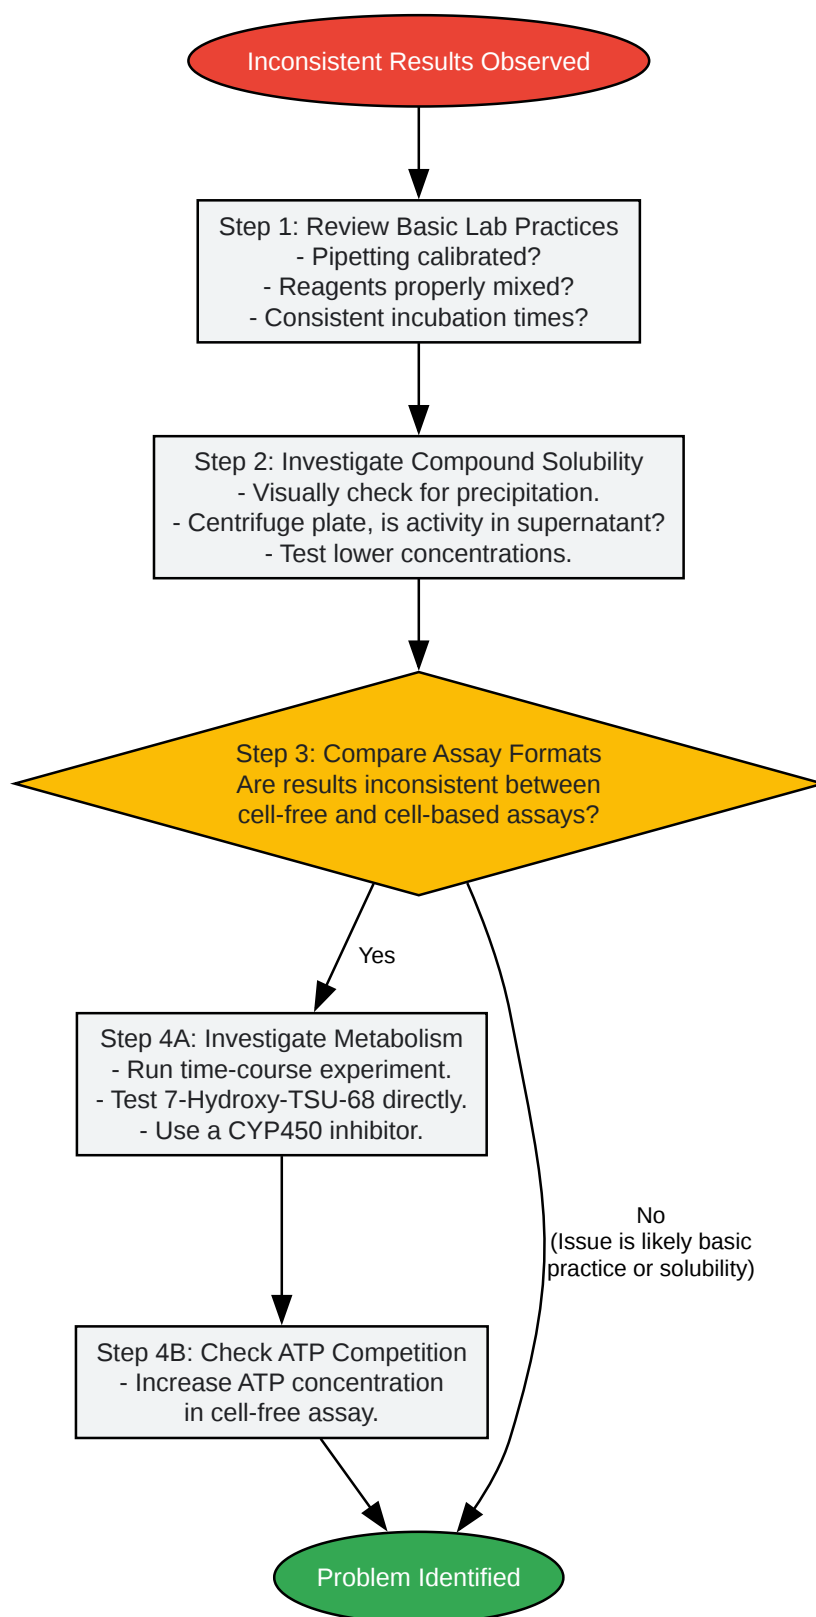 Inconsistent Results Observed
Step 1: Review Basic Lab Practices
- Pipetting calibrated?
- Reagents properly mixed?
- Consistent incubation times?
Step 2: Investigate Compound Solubility
- Visually check for precipitation.
- Centrifuge plate, is activity in supernatant?
- Test lower concentrations.
Step 3: Compare Assay Formats
Are results inconsistent between
cell-free and cell-based assays?
Yes
Step 4A: Investigate Metabolism
- Run time-course experiment.
- Test 7-Hydroxy-TSU-68 directly.
- Use a CYP450 inhibitor.
No
(Issue is likely basic
practice or solubility)
Step 4B: Check ATP Competition
- Increase ATP concentration
in cell-free assay.
Problem Identified